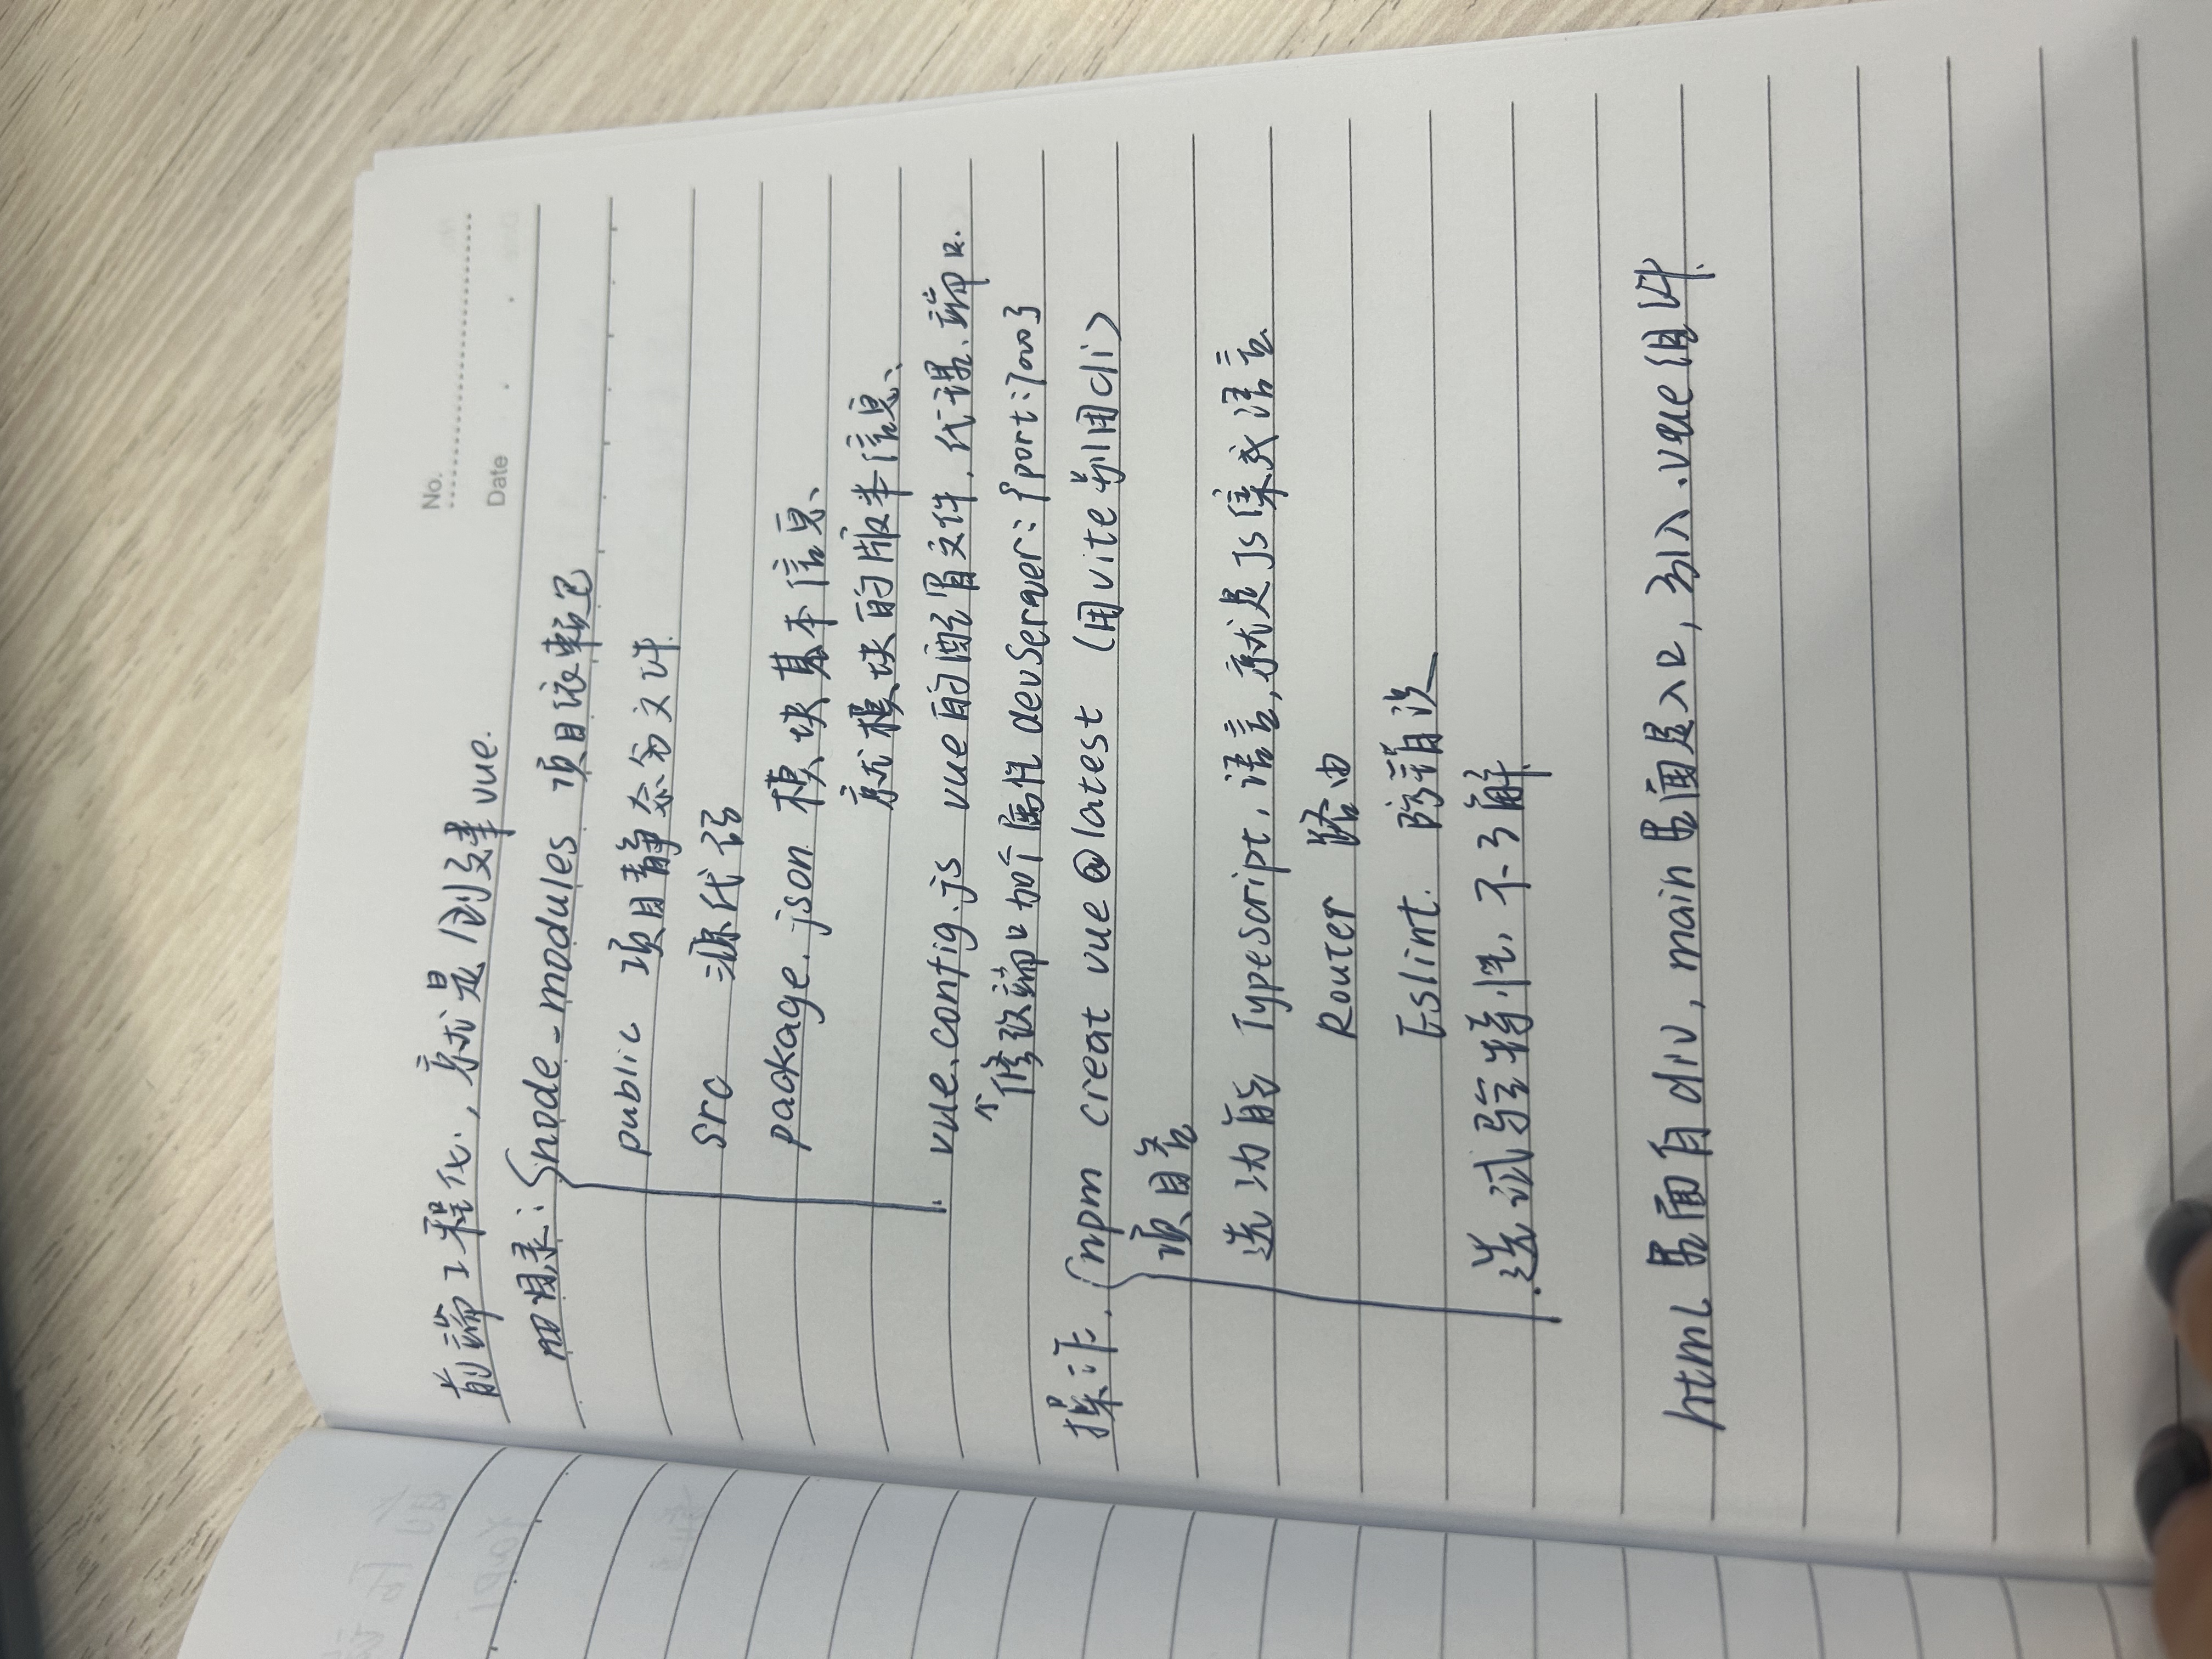 No.
Date
前端工程化，就是创建vue.
目录：{node_modules 项目依赖包
public 项目静态文件
src 源代码
package.json 模块基本信息、
就模块的版本信息、
vue.config.js vue的配置文件，代理、端口.
↑修改端口加个属性 devServer：{port:7000}
操作. {npm creat vue@latest (用vite别用cli)
项目名
选功能 TypeScript，语言，就是JS集成语言
Router 路由
Eslint. 防错误
选试验特性，不了解
html界面有div，main界面是入口，引入.vue组件